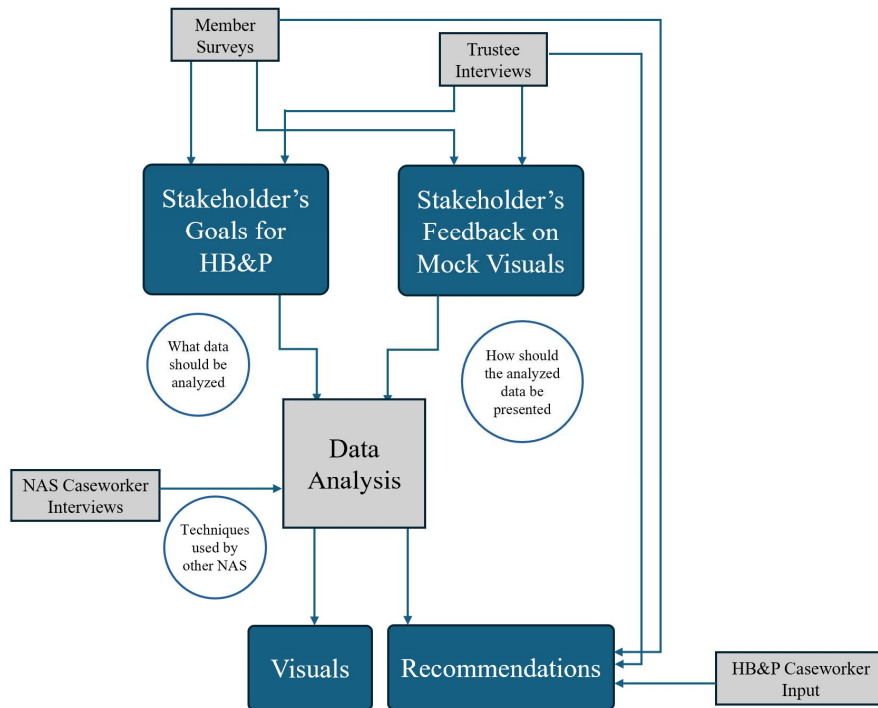 Member
Surveys
Trustee
Interviews
Stakeholder’s
Goals for
HB&P
Stakeholder’s
Feedback on
Mock Visuals
What data
should be
analyzed
How should
the analyzed
data be
presented
Data
Analysis
NAS Caseworker
Interviews
Techniques
used by
other NAS
Visuals
Recommendations
HB&P Caseworker
Input